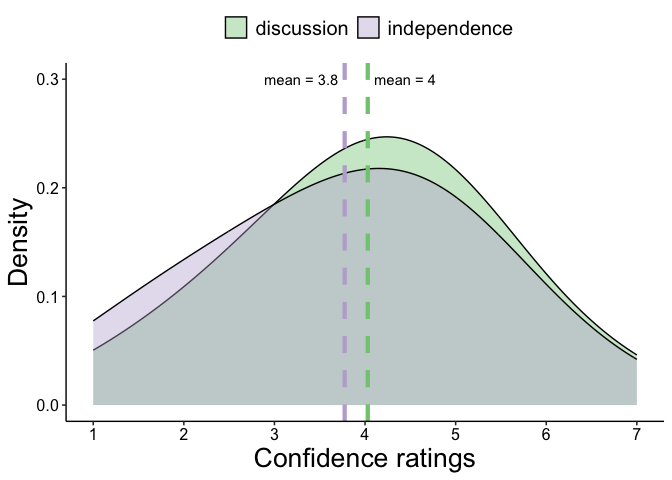 discussion independence
0.3
mean = 3.8 mean = 4
0.2
Density
0.1
0.0
1 2 3 4 5 6 7
Confidence ratings